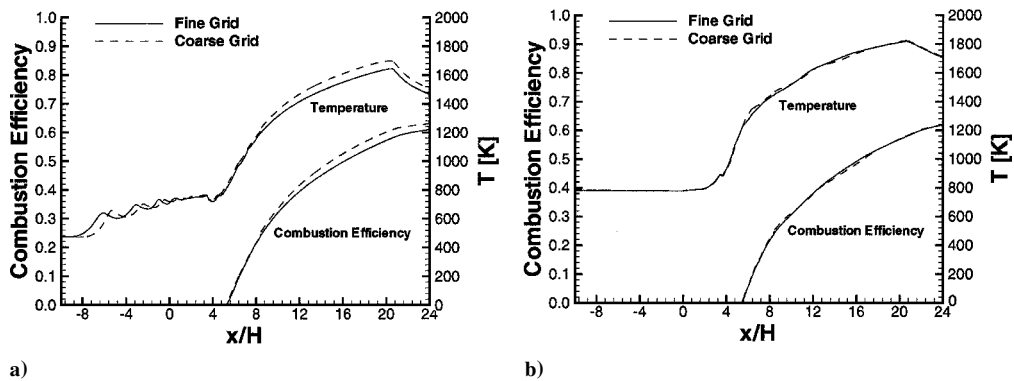 Fine Grid
Coarse Grid
Temperature
Combustion Efficiency
Combustion Efficiency
1.0
0.9
0.8
0.7
0.6
0.5
0.4
0.3
0.2
0.1
0.0
T [K]
2000
1800
1600
1400
1200
1000
800
600
400
200
0
-8 -4 0 4 8 12 16 20 24
x/H
a)
Fine Grid
Coarse Grid
Temperature
Combustion Efficiency
Combustion Efficiency
1.0
0.9
0.8
0.7
0.6
0.5
0.4
0.3
0.2
0.1
0.0
T [K]
2000
1800
1600
1400
1200
1000
800
600
400
200
0
-8 -4 0 4 8 12 16 20 24
x/H
b)